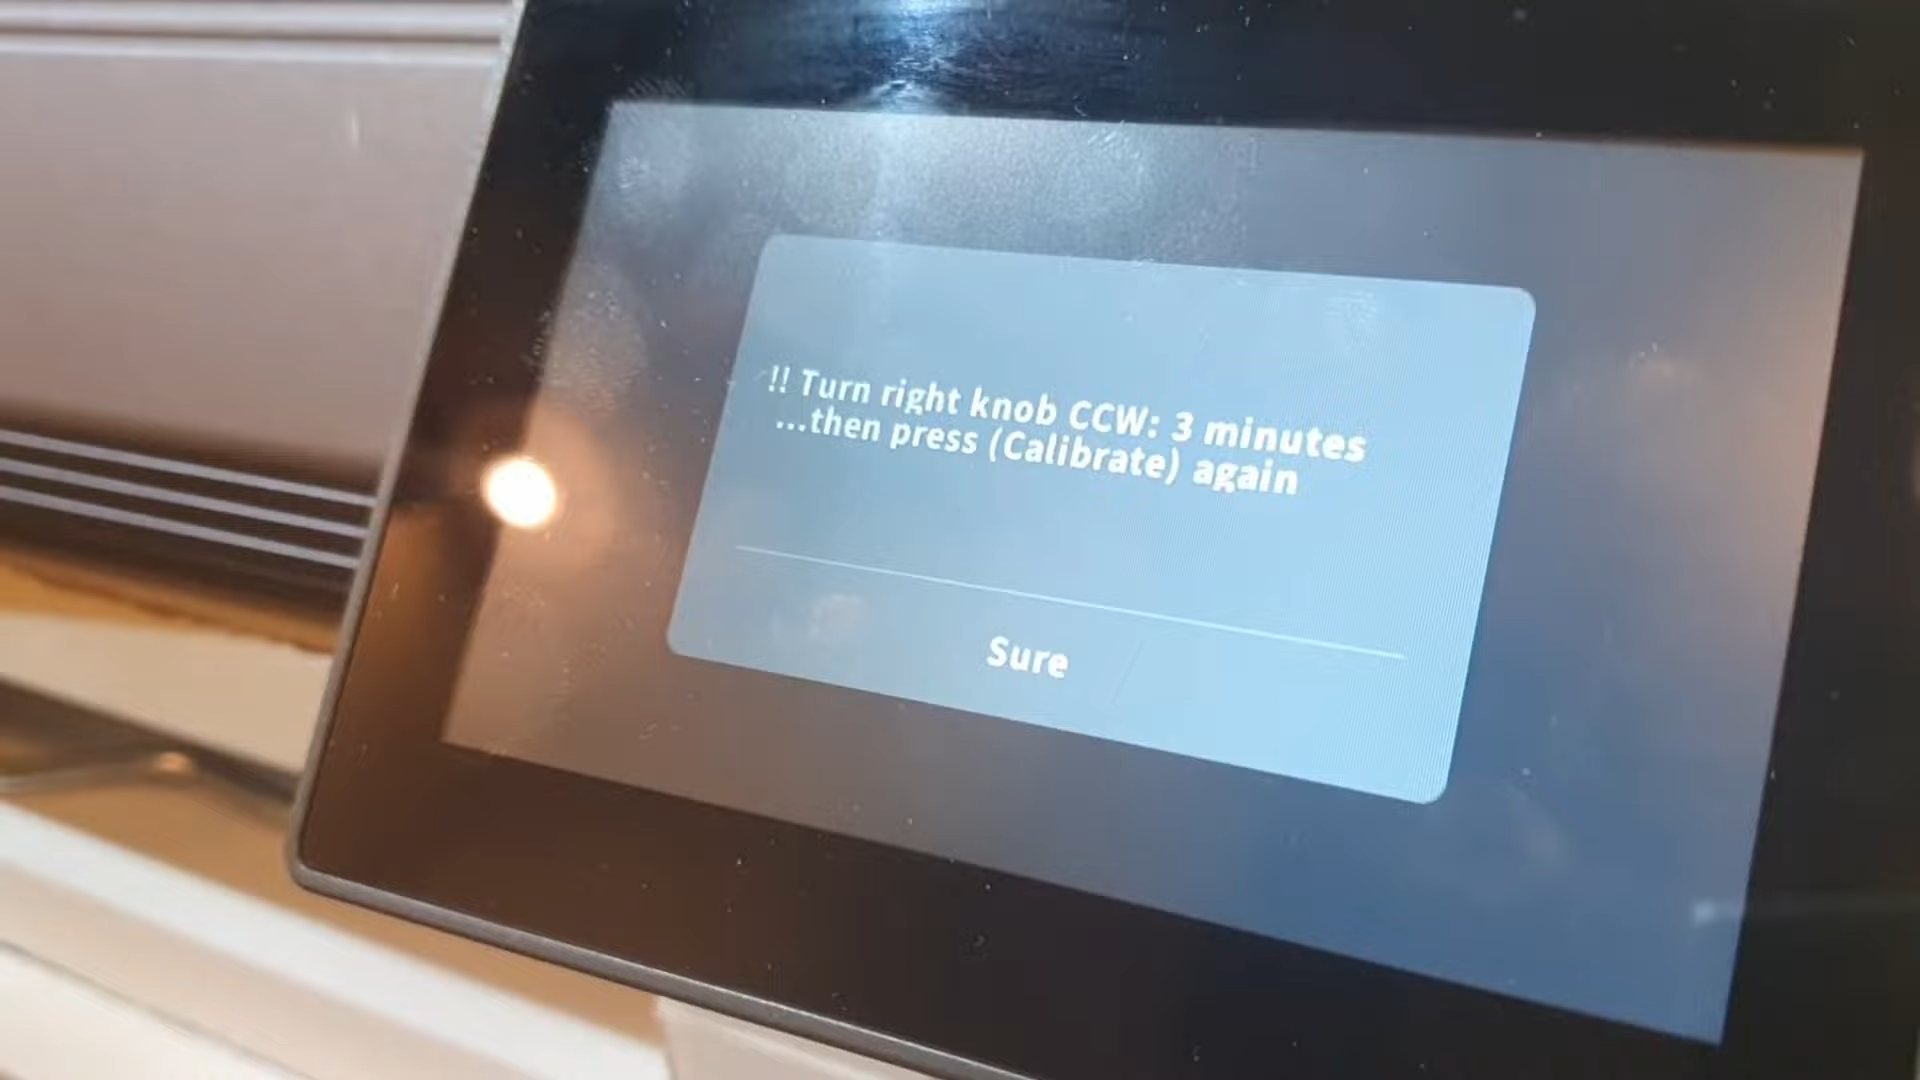 !! Turn right knob CCW: 3 minutes
...then press (Calibrate) again
Sure